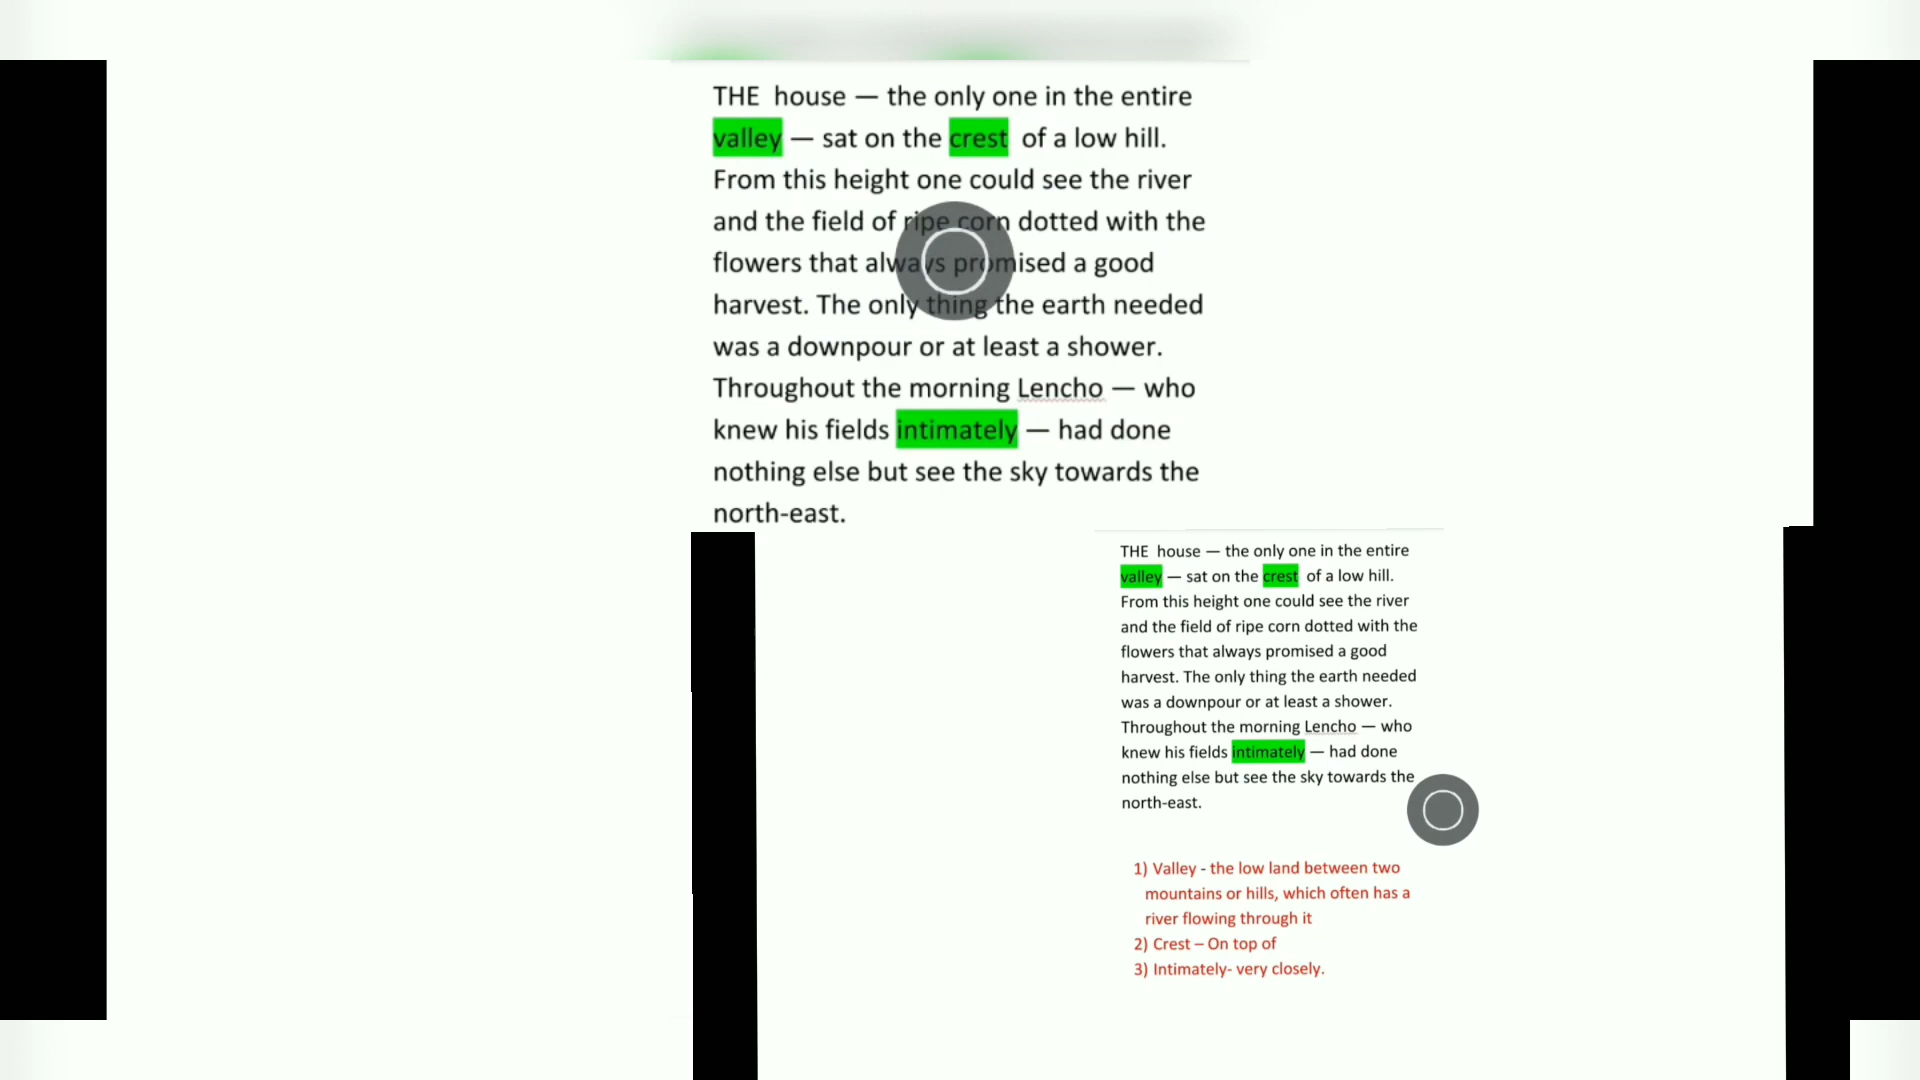 THE house — the only one in the entire
valley — sat on the crest of a low hill.
From this height one could see the river
and the field of ripe corn dotted with the
flowers that always promised a good
harvest. The only thing the earth needed
was a downpour or at least a shower.
Throughout the morning Lencho — who
knew his fields intimately — had done
nothing else but see the sky towards the
north-east.
THE house — the only one in the entire
valley — sat on the crest of a low hill.
From this height one could see the river
and the field of ripe corn dotted with the
flowers that always promised a good
harvest. The only thing the earth needed
was a downpour or at least a shower.
Throughout the morning Lencho — who
knew his fields intimately — had done
nothing else but see the sky towards the
north-east.
1) Valley - the low land between two
mountains or hills, which often has a
river flowing through it
2) Crest – On top of
3) Intimately- very closely.